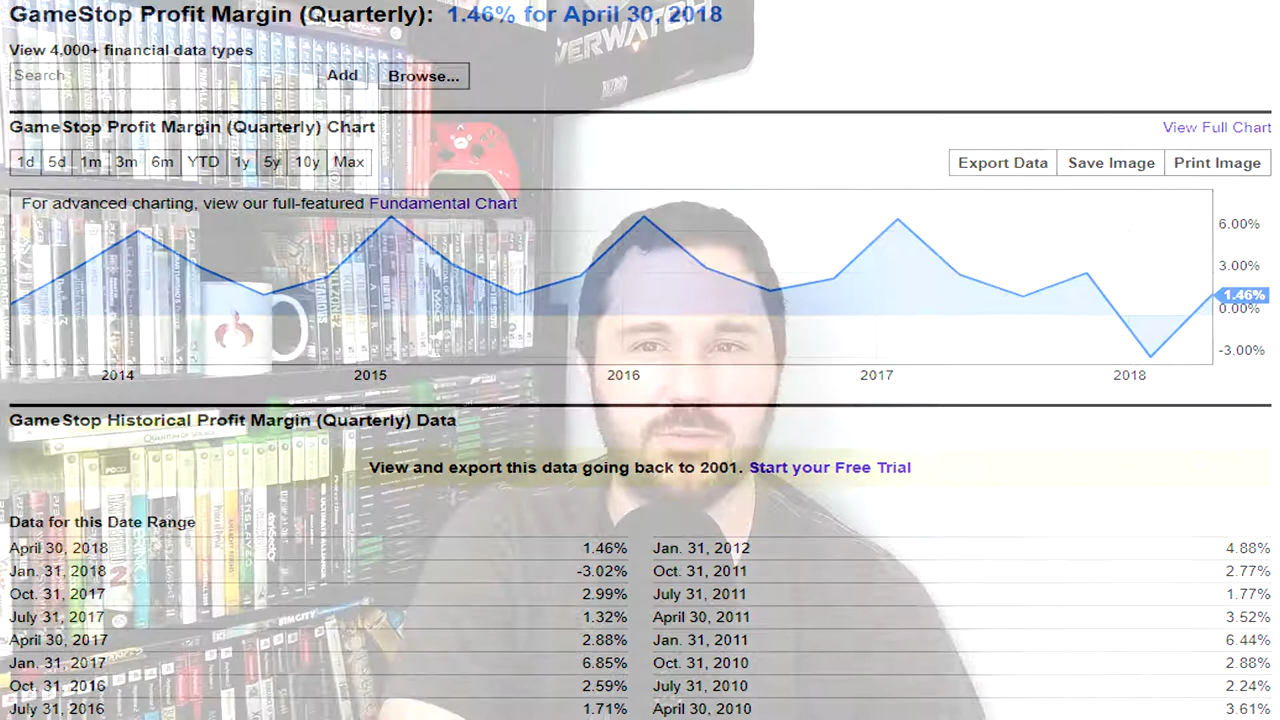 GameStop Profit Margin (Quarterly): 1.46% for April 30, 2018
View 4,000+ financial data types
Search Add Browse...
GameStop Profit Margin (Quarterly) Chart
View Full Chart
1d 5d 1m 3m 6m YTD 1y 5y 10y Max
Export Data Save Image Print Image
For advanced charting, view our full-featured Fundamental Chart
6.00%
3.00%
1.46%
0.00%
-3.00%
2014 2015 2016 2017 2018
GameStop Historical Profit Margin (Quarterly) Data
View and export this data going back to 2001. Start your Free Trial
Data for this Date Range
April 30, 2018 1.46% Jan. 31, 2012 4.88%
Jan. 31, 2018 -3.02% Oct. 31, 2011 2.77%
Oct. 31, 2017 2.99% July 31, 2011 1.77%
July 31, 2017 1.32% April 30, 2011 3.52%
April 30, 2017 2.88% Jan. 31, 2011 6.44%
Jan. 31, 2017 6.85% Oct. 31, 2010 2.88%
Oct. 31, 2016 2.59% July 31, 2010 2.24%
July 31, 2016 1.71% April 30, 2010 3.61%
ENSLAVED
SIMCITY